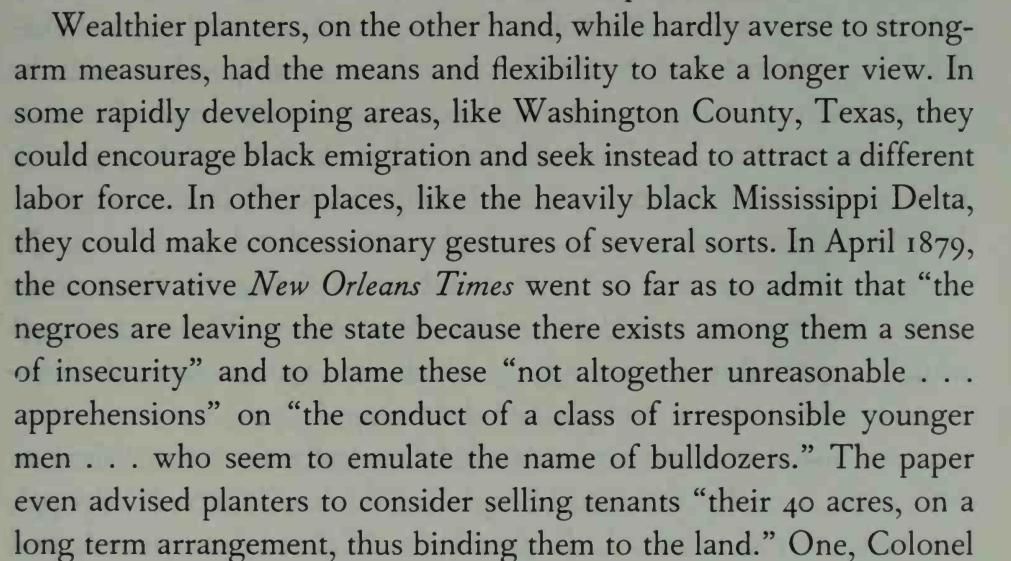 Wealthier planters, on the other hand, while hardly averse to strong-
arm measures, had the means and flexibility to take a longer view. In
some rapidly developing areas, like Washington County, Texas, they
could encourage black emigration and seek instead to attract a different
labor force. In other places, like the heavily black Mississippi Delta,
they could make concessionary gestures of several sorts. In April 1879,
the conservative New Orleans Times went so far as to admit that “the
negroes are leaving the state because there exists among them a sense
of insecurity” and to blame these “not altogether unreasonable . . .
apprehensions” on “the conduct of a class of irresponsible younger
men . . . who seem to emulate the name of bulldozers.” The paper
even advised planters to consider selling tenants “their 40 acres, on a
long term arrangement, thus binding them to the land.” One, Colonel